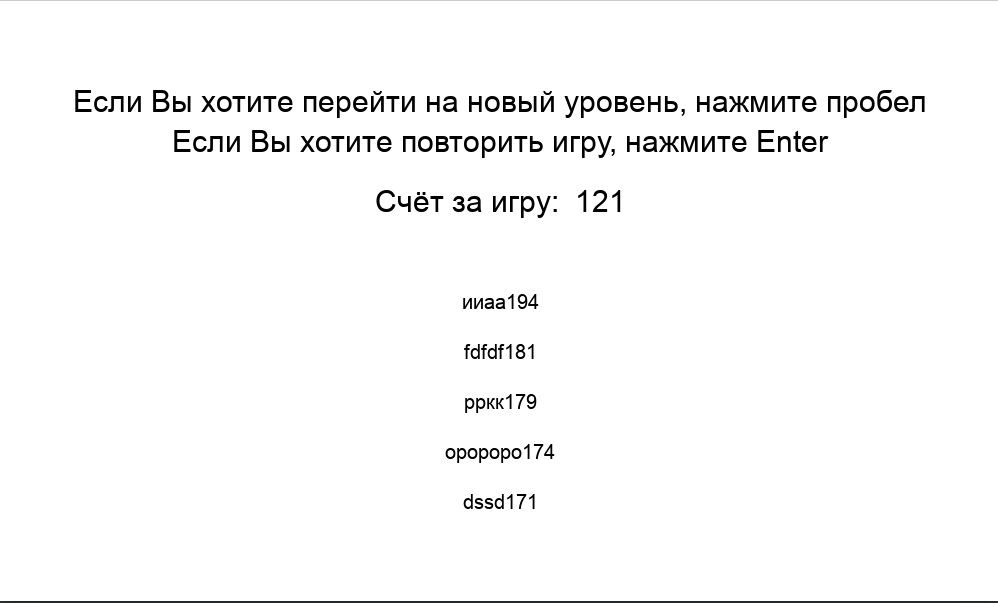 Если Вы хотите перейти на новый уровень, нажмите пробел
Если Вы хотите повторить игру, нажмите Enter
Счёт за игру: 121
ииаа194
fdfdf181
рркк179
оророро174
dssd171